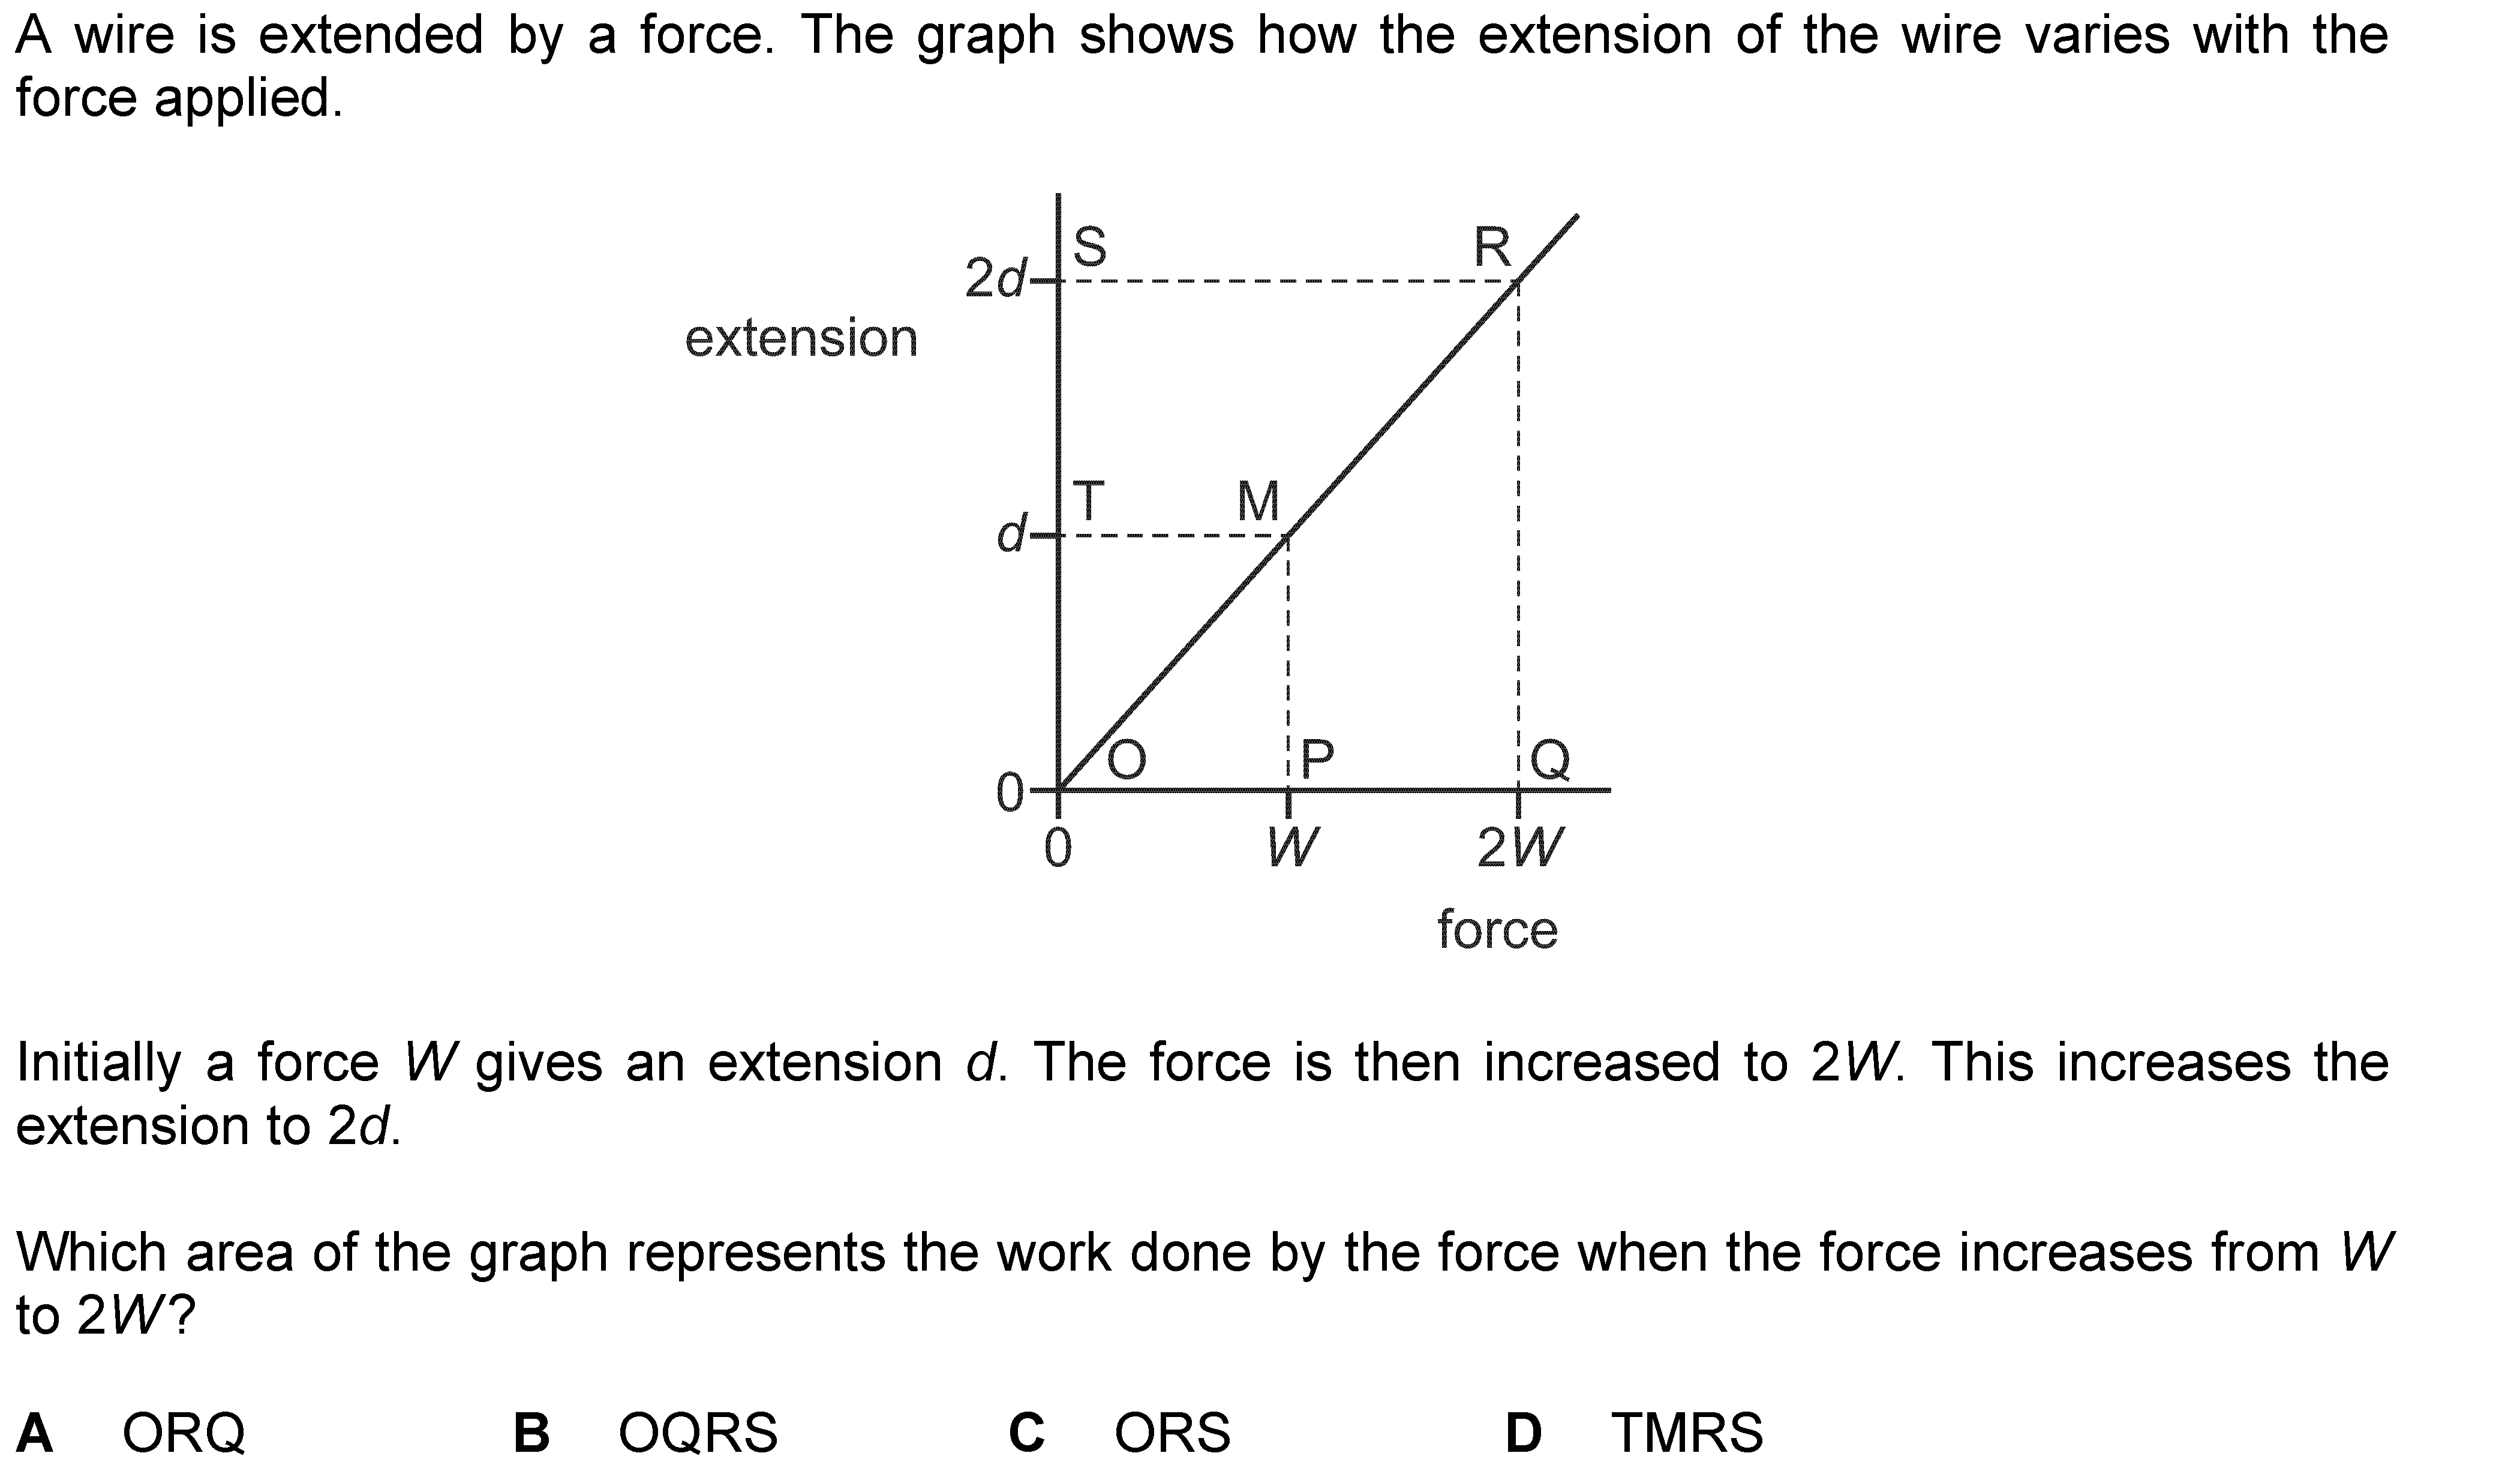 A wire is extended by a force. The graph shows how the extension of the wire varies with the
force applied.
S
R
2d
extension
T
M
d
O
P
Q
0
0
W
2W
force
Initially a force W gives an extension d. The force is then increased to 2W. This increases the
extension to 2d.
Which area of the graph represents the work done by the force when the force increases from W
to 2W?
A ORQ B OQRS C ORS D TMRS